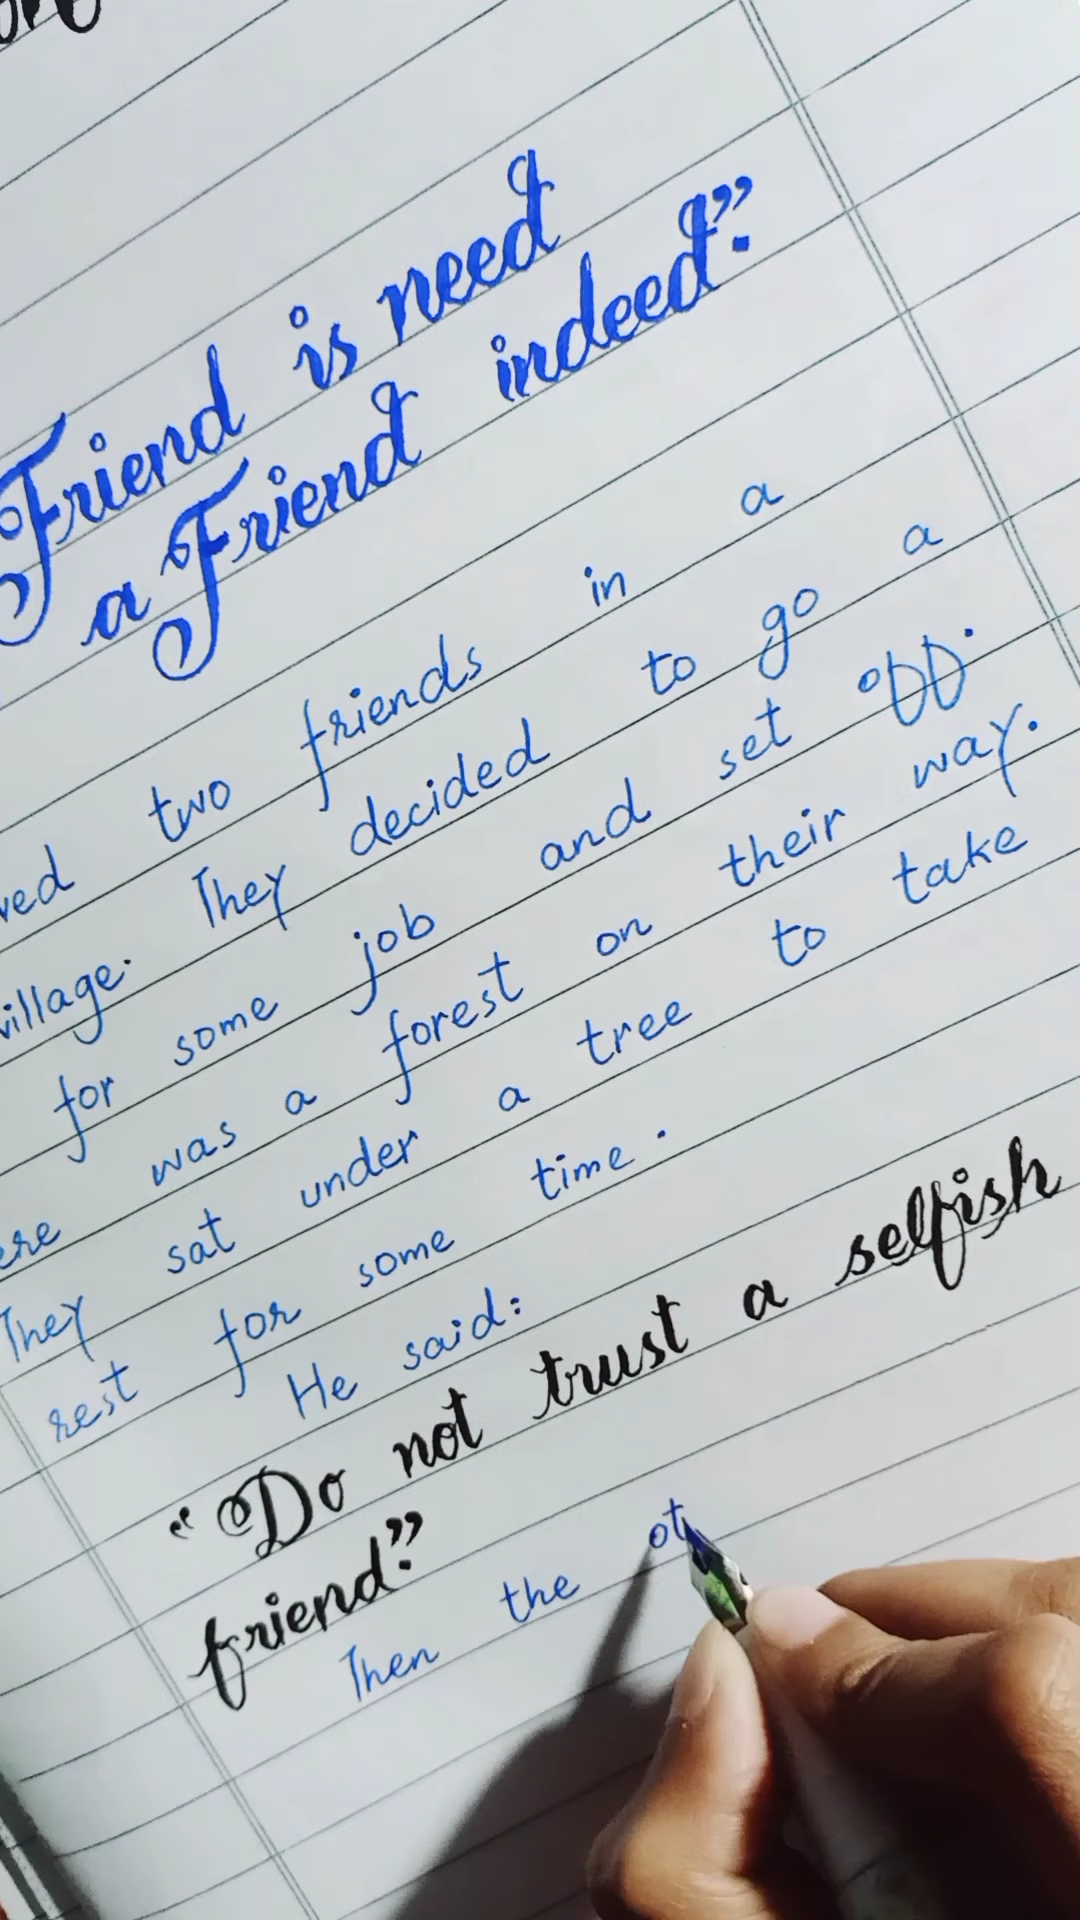 Friend is need
a Friend indeed".
ved two friends in a
village. They decided to go a
for some job and set off.
ere was a forest on their way.
They sat under a tree to take
rest for some time.
He said:
"Do not trust a selfish
friend."
Then the ot